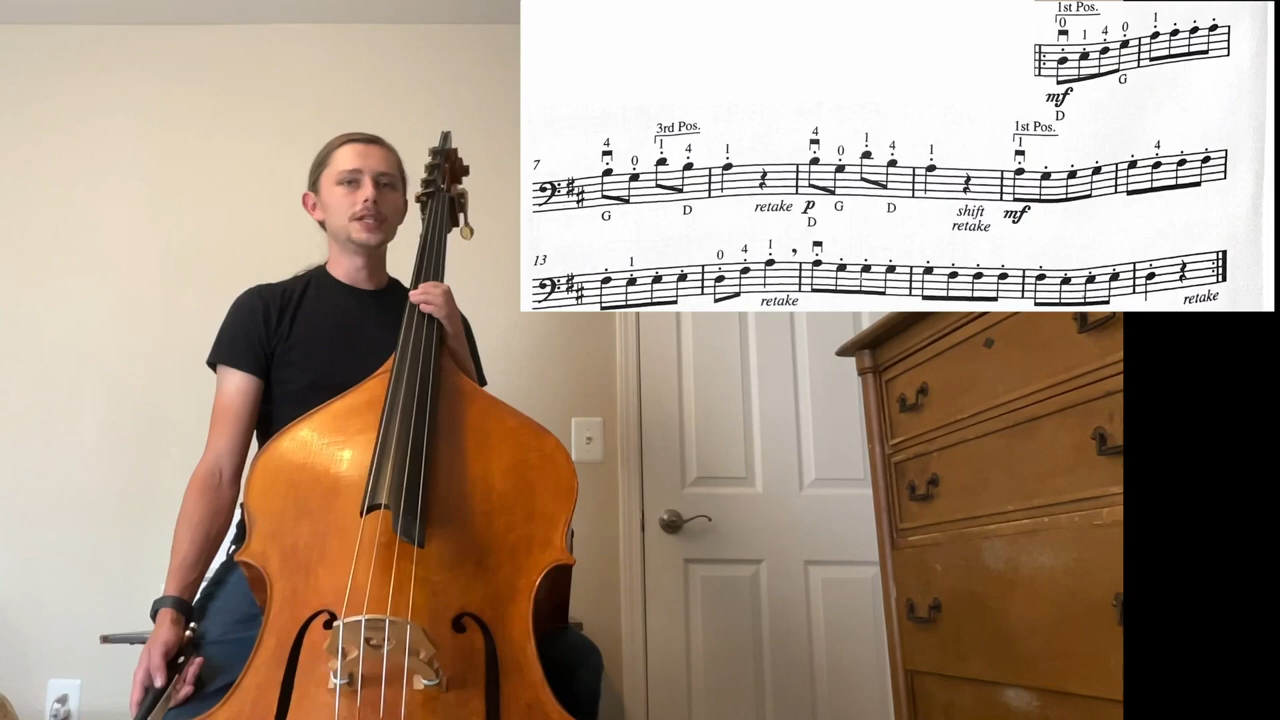 1st Pos.
0 1 4 0 1
G
mf
D
3rd Pos. 1st Pos.
7 4 0 1 4 1 4 0 1 4 1 1 4
G D retake p G D shift mf
D retake
13 1 0 4 1 ,
retake retake